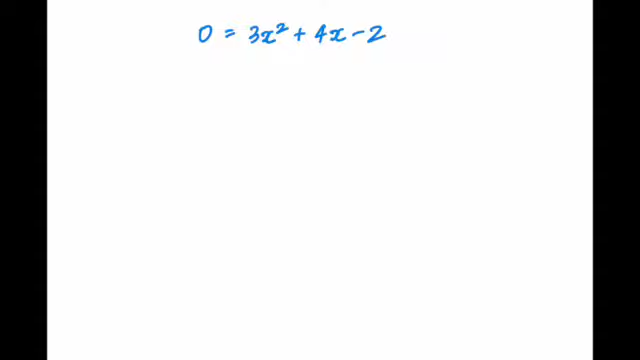 0 = 3x² + 4x - 2